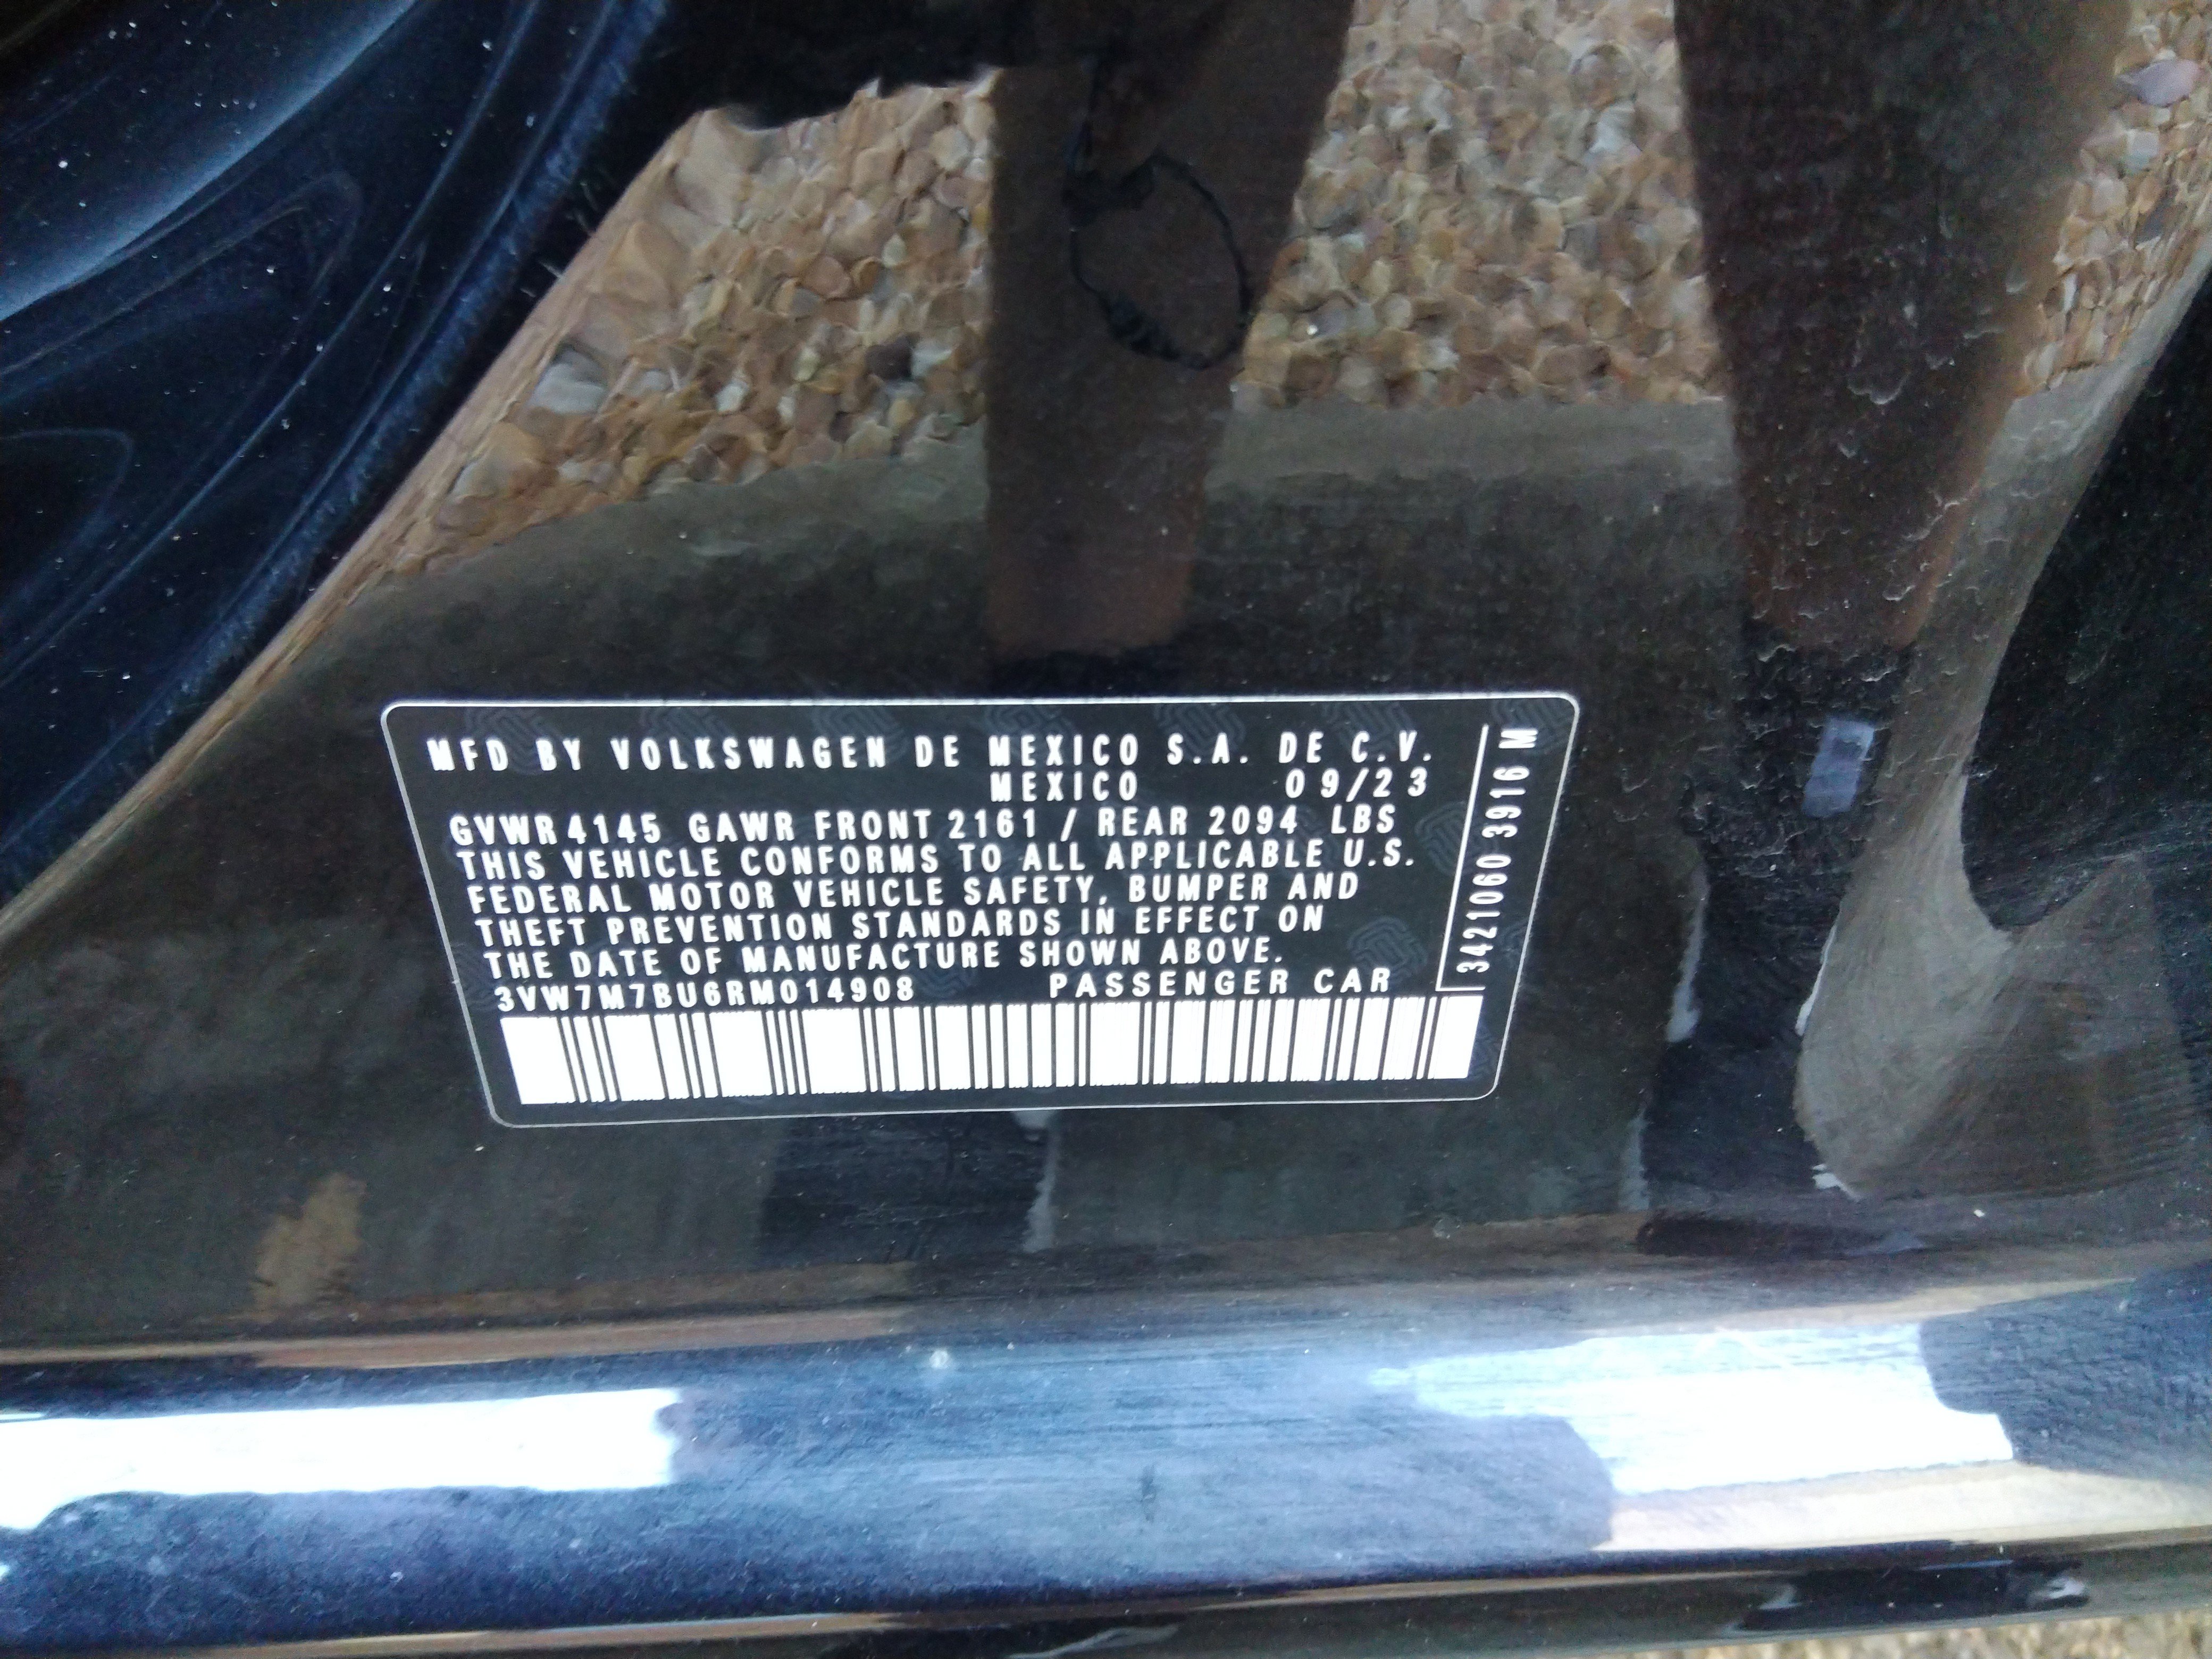 MFD BY VOLKSWAGEN DE MEXICO S.A. DE C.V.
MEXICO 09/23
GVWR 4145 GAWR FRONT 2161 / REAR 2094 LBS
THIS VEHICLE CONFORMS TO ALL APPLICABLE U.S.
FEDERAL MOTOR VEHICLE SAFETY, BUMPER AND
THEFT PREVENTION STANDARDS IN EFFECT ON
THE DATE OF MANUFACTURE SHOWN ABOVE.
3VW7M7BU6RM014908 PASSENGER CAR
3421060 3916 M